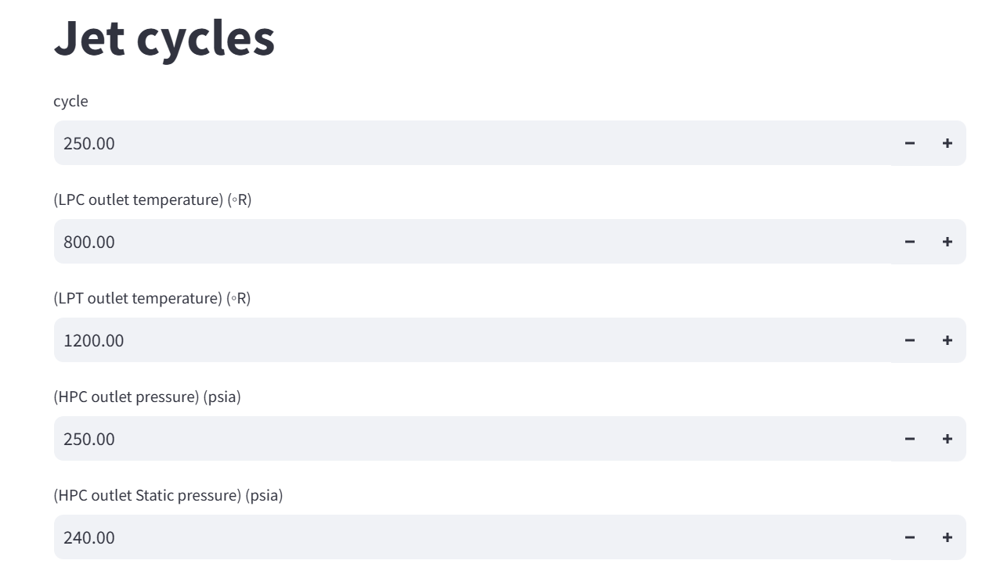 Jet cycles
cycle
250.00
(LPC outlet temperature) (◦R)
800.00
(LPT outlet temperature) (◦R)
1200.00
(HPC outlet pressure) (psia)
250.00
(HPC outlet Static pressure) (psia)
240.00